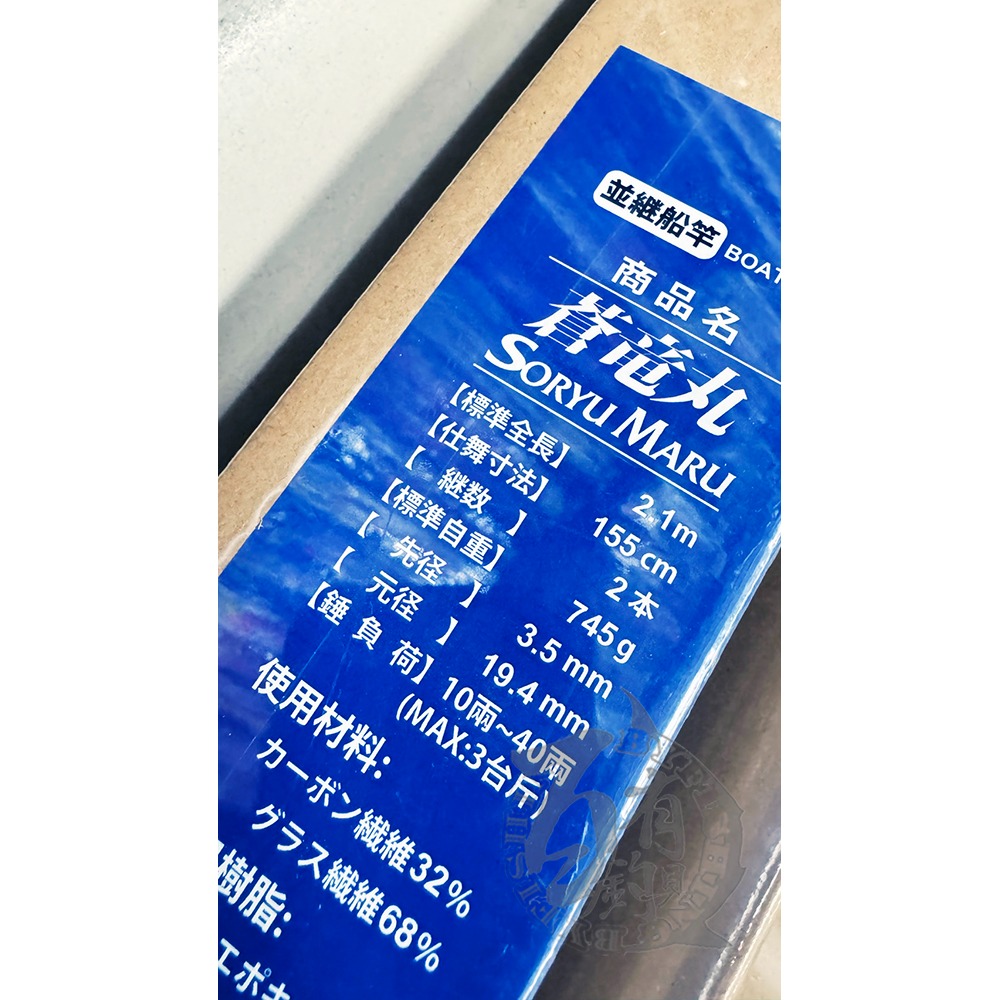 並継船竿 BOAT
商品名
蒼竜丸
SORYU MARU
【標準全長】 2.1m
【仕舞寸法】 155cm
【 継数 】 2本
【標準自重】 745g
【 先径 】 3.5mm
【 元径 】 19.4mm
【錘負荷】 10兩~40兩
(MAX:3台斤)
使用材料:
カーボン繊維32%
グラス繊維68%
樹脂:
エポキ